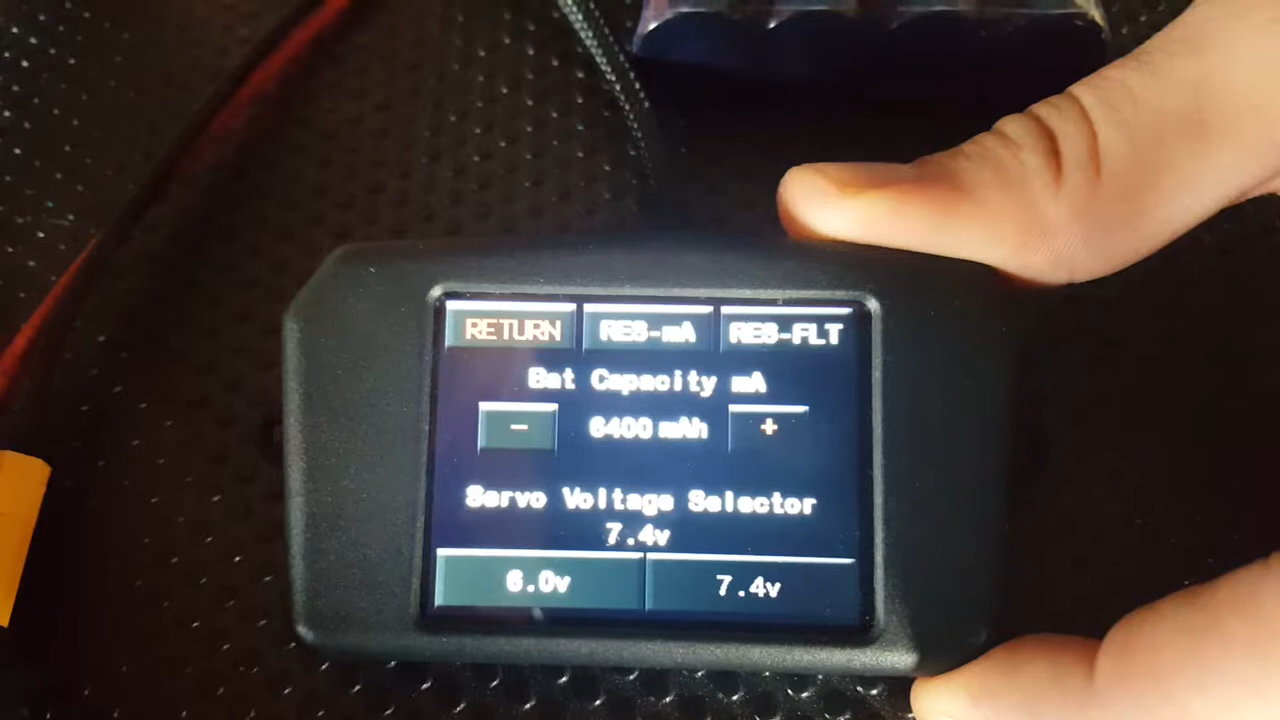 RETURN RES-mA RES-FLT
Bat Capacity mA
- 6400 mAh +
Servo Voltage Selector
7.4v
6.0v 7.4v